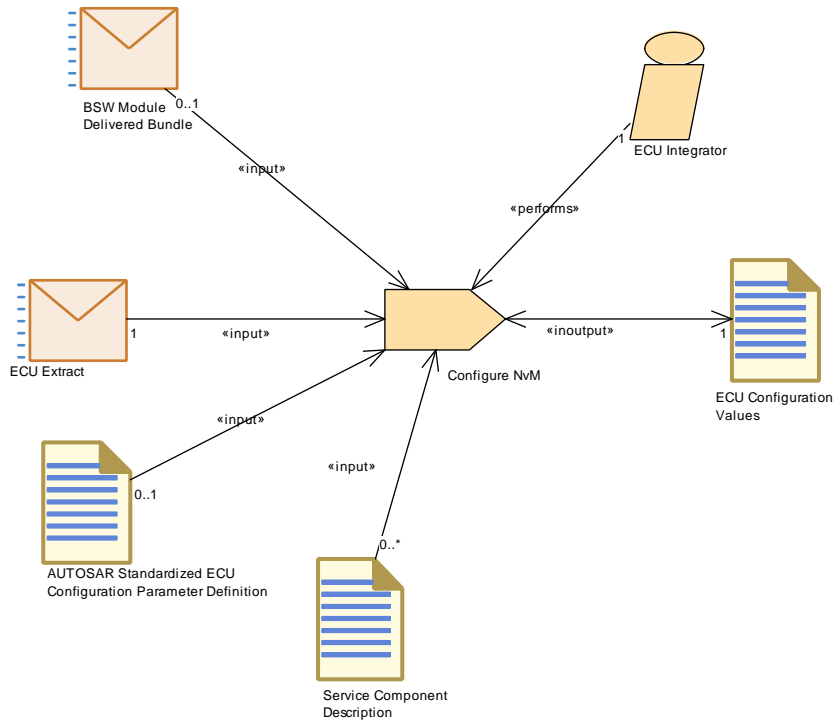 0..1
BSW Module
Delivered Bundle
«input»
1
ECU Integrator
«performs»
1
ECU Extract
«input»
Configure NvM
«inoutput»
1
ECU Configuration
Values
«input»
0..1
AUTOSAR Standardized ECU
Configuration Parameter Definition
«input»
0..*
Service Component
Description